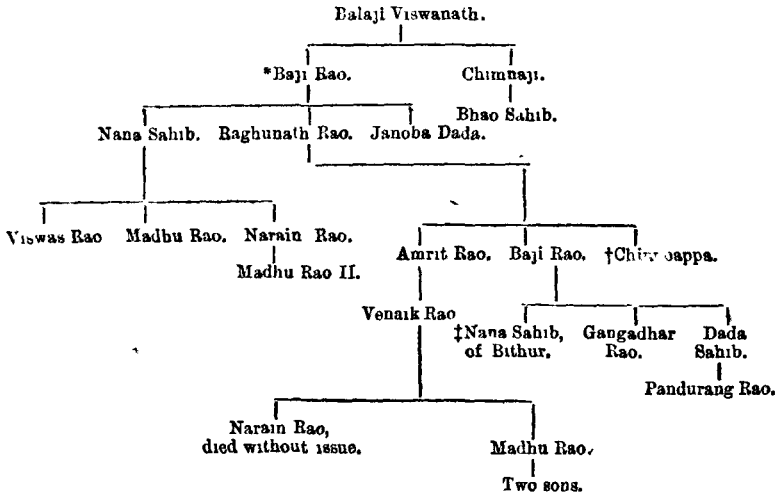 Balaji Viswanath.
*Baji Rao. Chimnaji.
Bhao Sahib.
Nana Sahib. Raghunath Rao. Janoba Dada.
Viswas Rao Madhu Rao. Narain Rao.
Madhu Rao II.
Amrit Rao. Baji Rao.
Venaik Rao
‡Nana Sahib, of Bithur.
Gangadhar Rao.
Dada Sahib.
Pandurang Rao.
Narain Rao,
died without issue.
Madhu Rao.
Two sons.